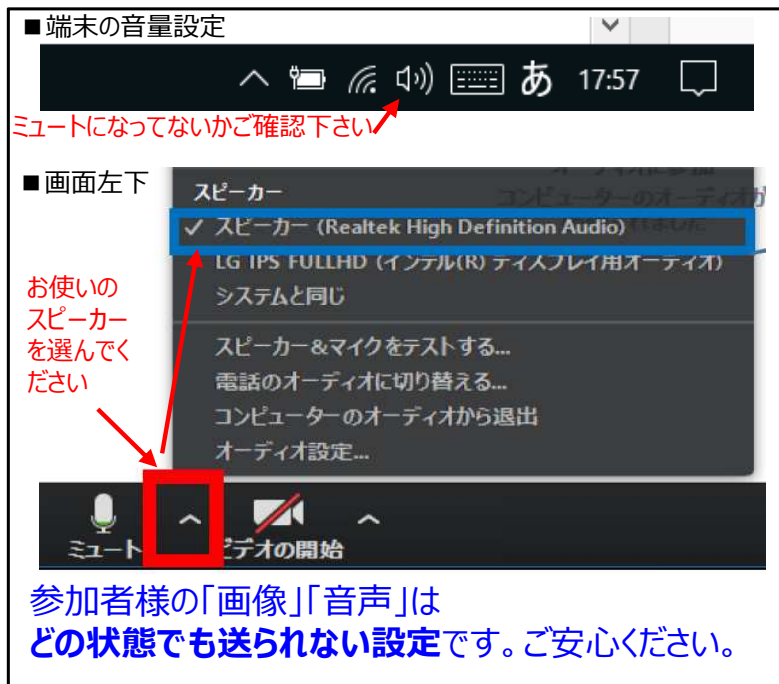 ■端末の音量設定
あ 17:57
ミュートになってないかご確認下さい
■画面左下
スピーカー
✓ スピーカー (Realtek High Definition Audio)
LG IPS FULLHD (インテル(R) ディスプレイ用オーディオ)
システムと同じ
スピーカー&マイクをテストする...
電話のオーディオに切り替える...
コンピューターのオーディオから退出
オーディオ設定...
お使いの
スピーカー
を選んでく
ださい
ミュート ビデオの開始
参加者様の「画像」「音声」は
どの状態でも送られない設定です。ご安心ください。